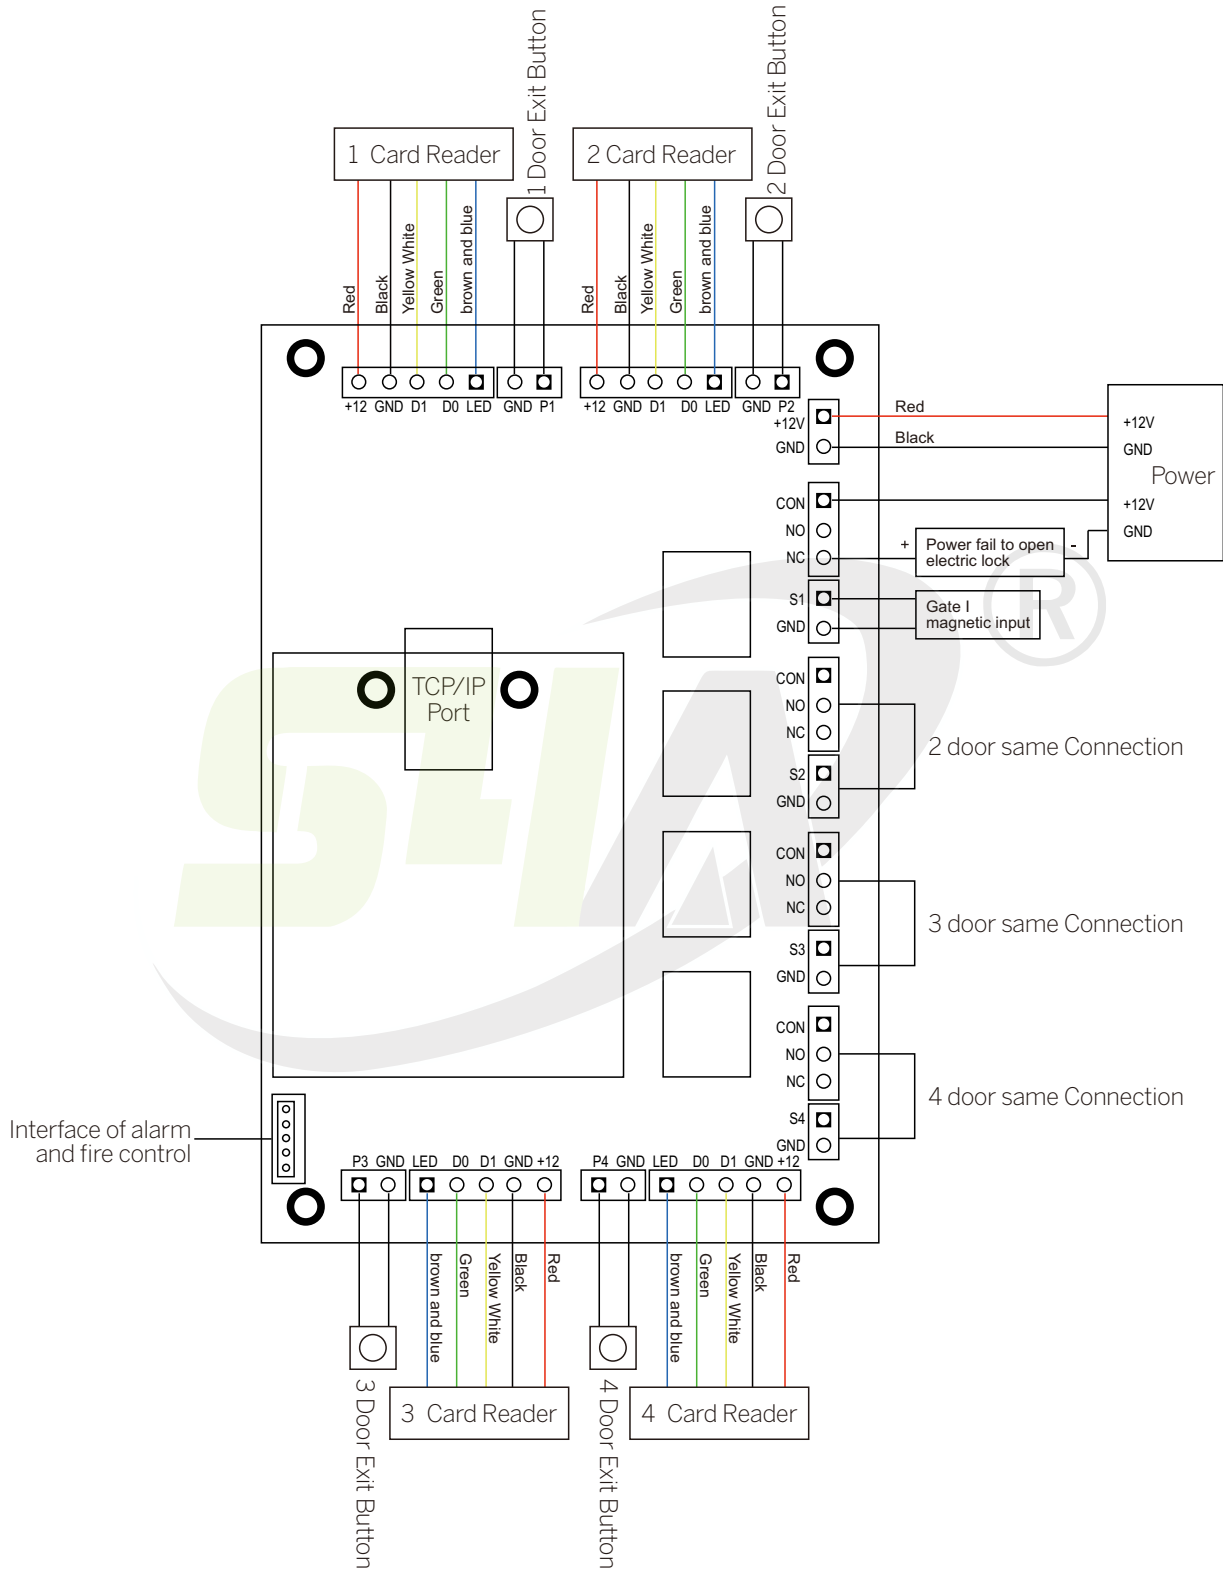 1 Door Exit Button
2 Door Exit Button
1 Card Reader
2 Card Reader
Red
Black
Yellow White
Green
brown and blue
Red
Black
Yellow White
Green
brown and blue
+12 GND D1 D0 LED GND P1
+12 GND D1 D0 LED GND P2
+12V
GND
Red
Black
+12V
GND
Power
+12V
GND
CON
NO
NC
+
Power fail to open
electric lock
-
S1
GND
Gate I
magnetic input
®
S4A
TCP/IP
Port
CON
NO
NC
S2
GND
2 door same Connection
CON
NO
NC
S3
GND
3 door same Connection
CON
NO
NC
S4
GND
4 door same Connection
Interface of alarm
and fire control
P3 GND LED D0 D1 GND +12
P4 GND LED D0 D1 GND +12
brown and blue
Green
Yellow White
Black
Red
brown and blue
Green
Yellow White
Black
Red
3 Card Reader
4 Card Reader
3 Door Exit Button
4 Door Exit Button